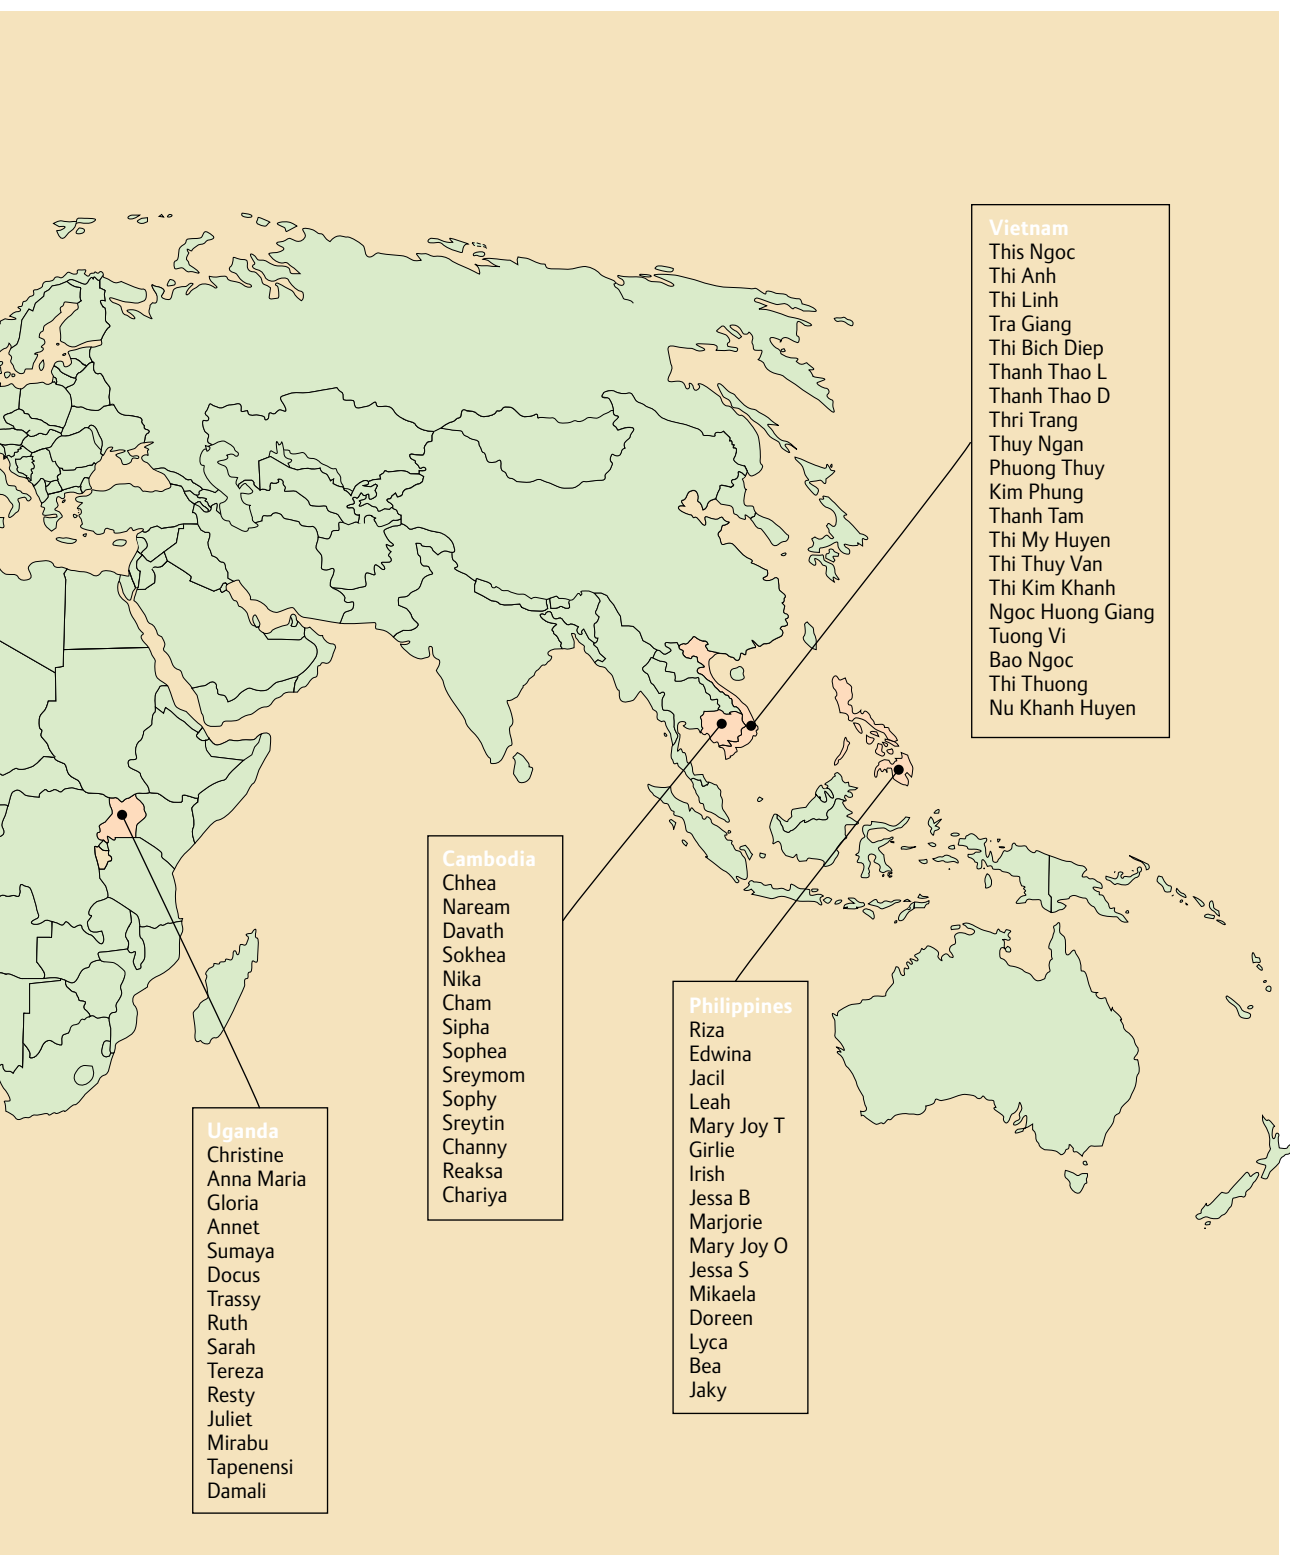 Vietnam
This Ngoc
Thi Anh
Thi Linh
Tra Giang
Thi Bich Diep
Thanh Thao L
Thanh Thao D
Thri Trang
Thuy Ngan
Phuong Thuy
Kim Phung
Thanh Tam
Thi My Huyen
Thi Thuy Van
Thi Kim Khanh
Ngoc Huong Giang
Tuong Vi
Bao Ngoc
Thi Thuong
Nu Khanh Huyen
Cambodia
Chhea
Naream
Davath
Sokhea
Nika
Cham
Sipha
Sophea
Sreymom
Sophy
Sreytin
Channy
Reaksa
Chariya
Philippines
Riza
Edwina
Jacil
Leah
Mary Joy T
Girlie
Irish
Jessa B
Marjorie
Mary Joy O
Jessa S
Mikaela
Doreen
Lyca
Bea
Jaky
Uganda
Christine
Anna Maria
Gloria
Annet
Sumaya
Docus
Trassy
Ruth
Sarah
Tereza
Resty
Juliet
Mirabu
Tapenensi
Damali